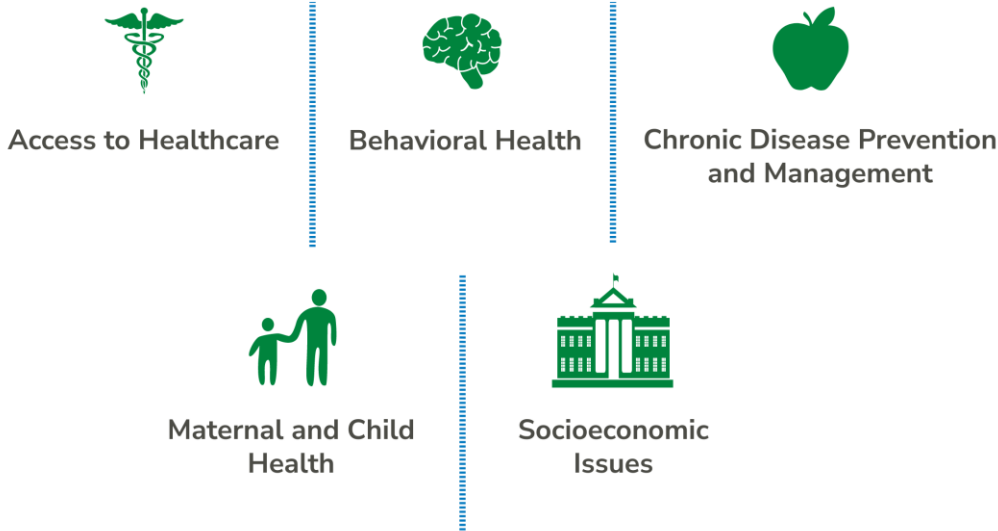 Access to Healthcare
Behavioral Health
Chronic Disease Prevention
and Management
Maternal and Child
Health
Socioeconomic
Issues